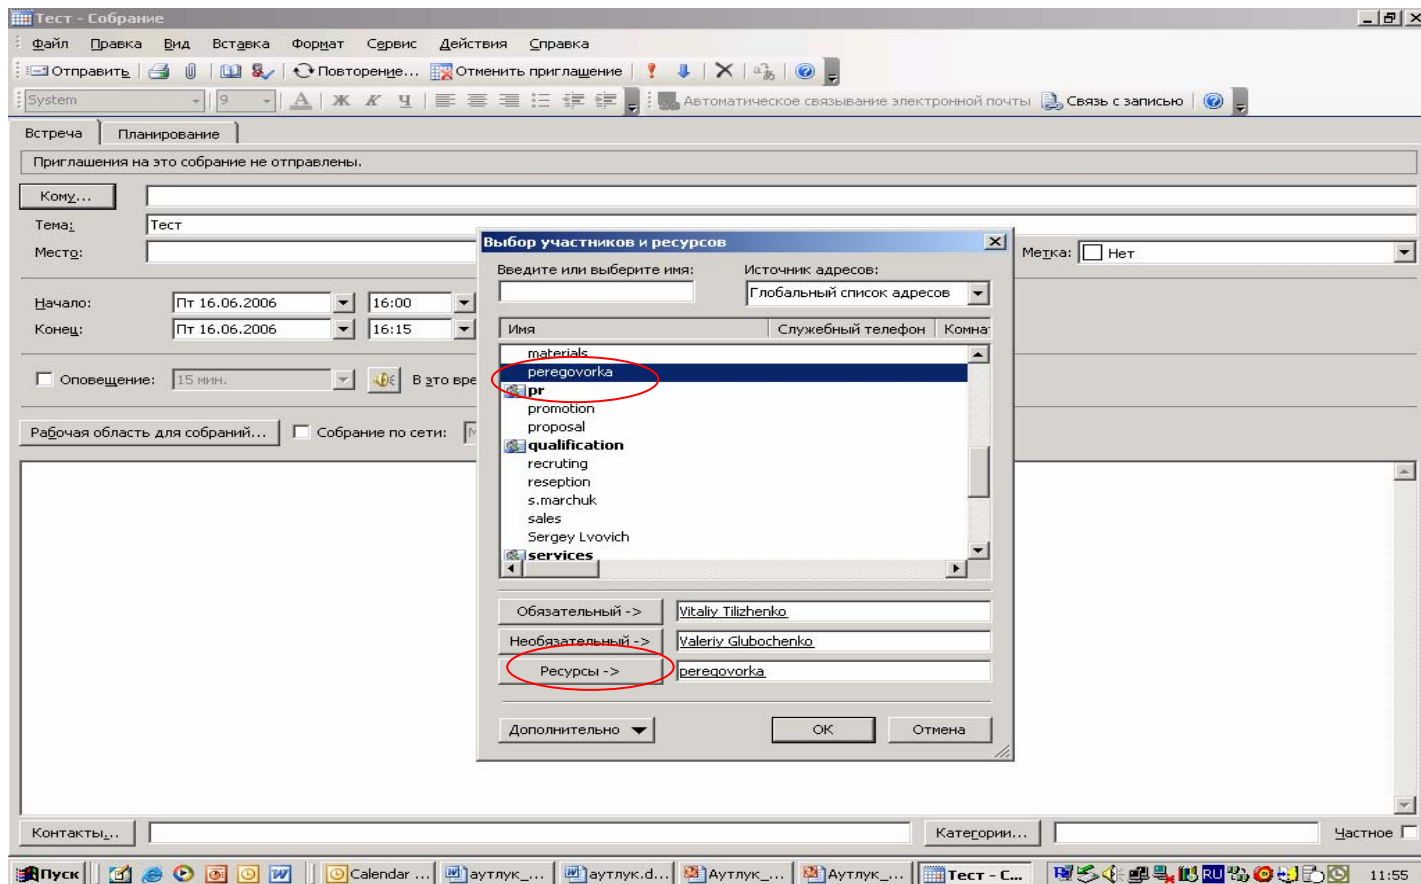 Тест - Собрание
Файл Правка Вид Вставка Формат Сервис Действия Справка
Отправить Повторение... Отменить приглашение
System 9 A Ж К Ч Автоматическое связывание электронной почты Связь с записью
Встреча Планирование
Приглашения на это собрание не отправлены.
Кому...
Тема: Тест
Место:
Метка: Нет
Начало: Пт 16.06.2006 16:00
Конец: Пт 16.06.2006 16:15
Оповещение: 15 мин. В это вре
Рабочая область для собраний... Собрание по сети:
Выбор участников и ресурсов
Введите или выберите имя: Источник адресов:
Глобальный список адресов
Имя Служебный телефон Комна
materials
peregovorka
pr
promotion
proposal
qualification
recruting
reseption
s.marchuk
sales
Sergey Lvovich
services
Обязательный -> Vitaliy Tilizhenko
Необязательный -> Valeriy Glubochenko
Ресурсы -> peregovorka
Дополнительно ОК Отмена
Контакты... Категории... Частное
Пуск Calendar ... аутлук_... аутлук.d... Аутлук_... Аутлук_... Тест - С... RU 11:55